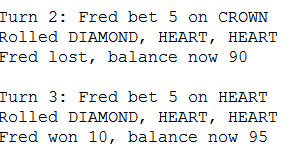 Turn 2: Fred bet 5 on CROWN
Rolled DIAMOND, HEART, HEART
Fred lost, balance now 90
Turn 3: Fred bet 5 on HEART
Rolled DIAMOND, HEART, HEART
Fred won 10, balance now 95